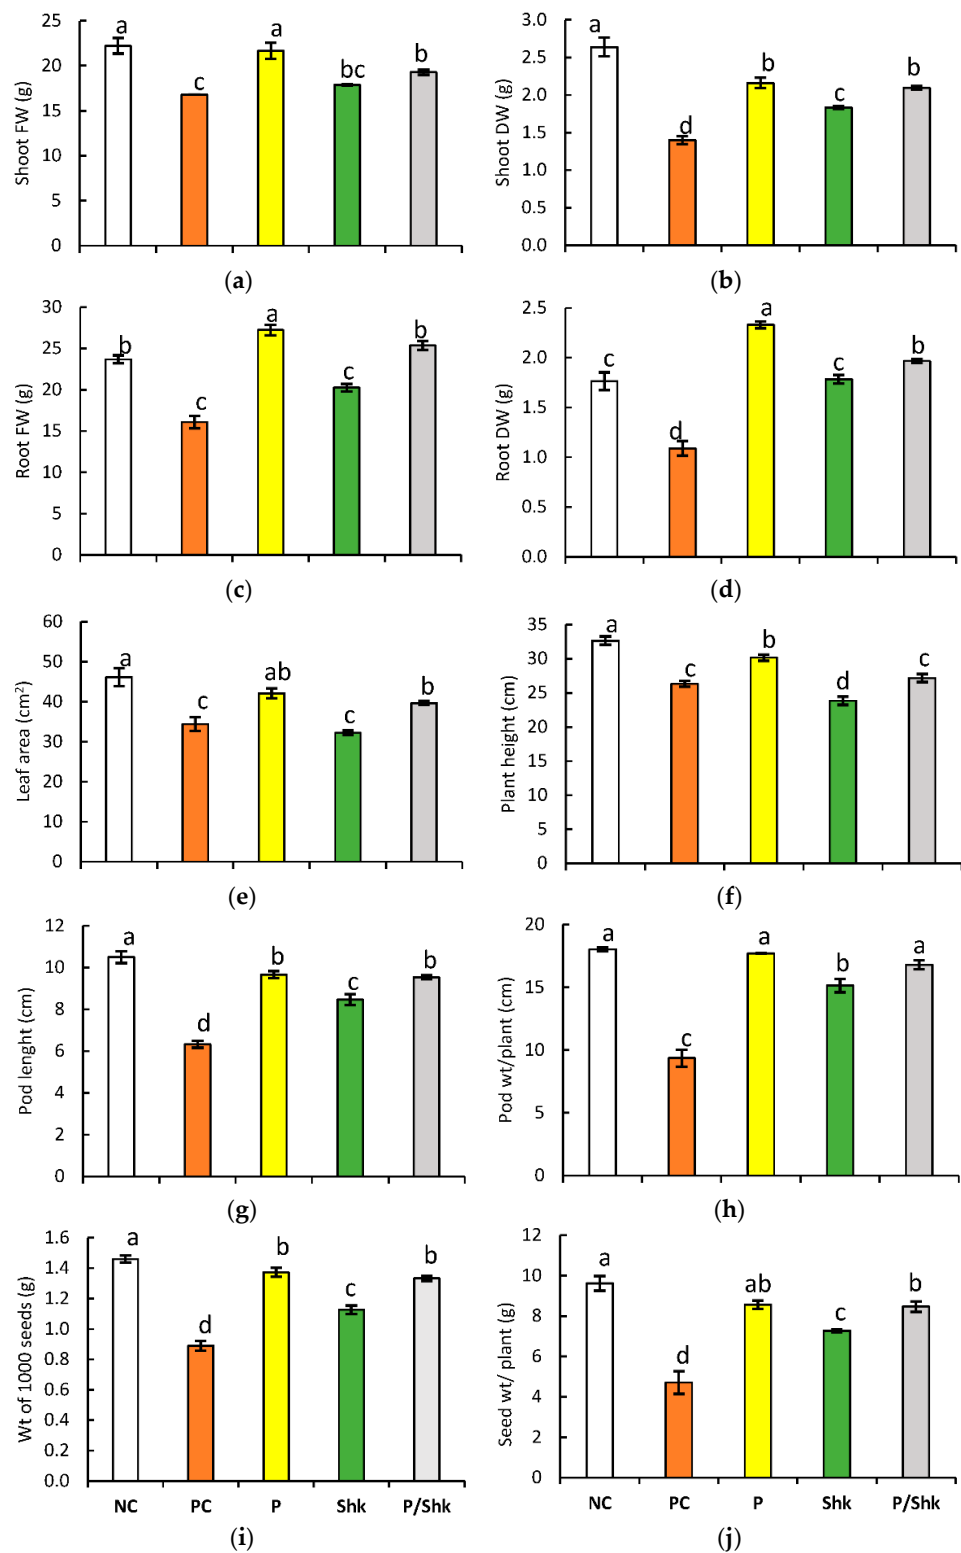 25
20
15
10
5
0
Shoot FW (g)
a
c
a
bc
b
(a)
3.0
2.5
2.0
1.5
1.0
0.5
0.0
Shoot DW (g)
a
d
b
c
b
(b)
30
25
20
15
10
5
0
Root FW (g)
b
c
a
c
b
(c)
2.5
2.0
1.5
1.0
0.5
0.0
Root DW (g)
c
d
a
c
b
(d)
60
50
40
30
20
10
0
Leaf area (cm²)
a
c
ab
c
b
(e)
35
30
25
20
15
10
5
0
Plant height (cm)
a
c
b
d
c
(f)
12
10
8
6
4
2
0
Pod lenght (cm)
a
d
b
c
b
(g)
20
15
10
5
0
Pod wt/plant (cm)
a
c
a
b
a
(h)
1.6
1.4
1.2
1.0
0.8
0.6
0.4
0.2
0.0
Wt of 1000 seeds (g)
a
d
b
c
b
NC PC P Shk P/Shk
(i)
12
10
8
6
4
2
0
Seed wt/ plant (g)
a
d
ab
c
b
NC PC P Shk P/Shk
(j)